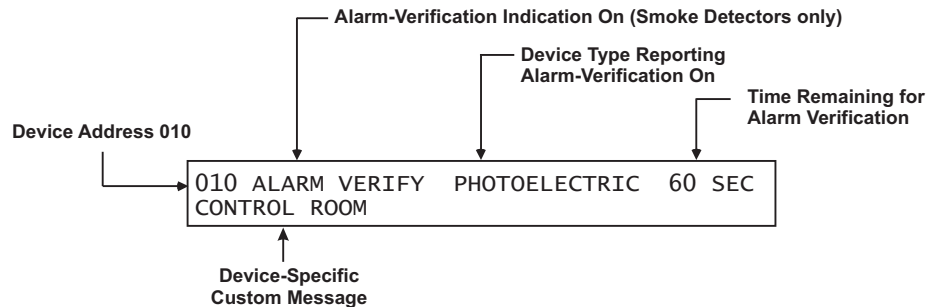 Alarm-Verification Indication On (Smoke Detectors only)
Device Type Reporting
Alarm-Verification On
Time Remaining for
Alarm Verification
Device Address 010
010 ALARM VERIFY PHOTOELECTRIC 60 SEC
CONTROL ROOM
Device-Specific
Custom Message